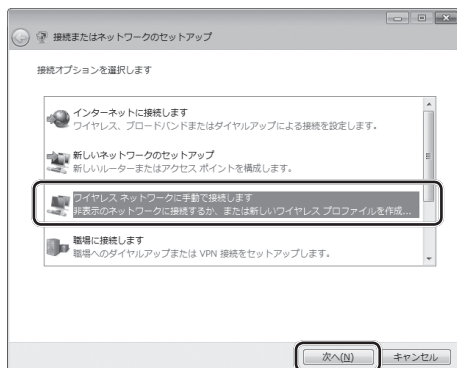 接続またはネットワークのセットアップ
接続オプションを選択します
インターネットに接続します
ワイヤレス、ブロードバンドまたはダイヤルアップによる接続を設定します。
新しいネットワークのセットアップ
新しいルーターまたはアクセス ポイントを構成します。
ワイヤレス ネットワークに手動で接続します
非表示のネットワークに接続するか、または新しいワイヤレス プロファイルを作成...
職場に接続します
職場へのダイヤルアップまたは VPN 接続をセットアップします。
次へ(N) キャンセル